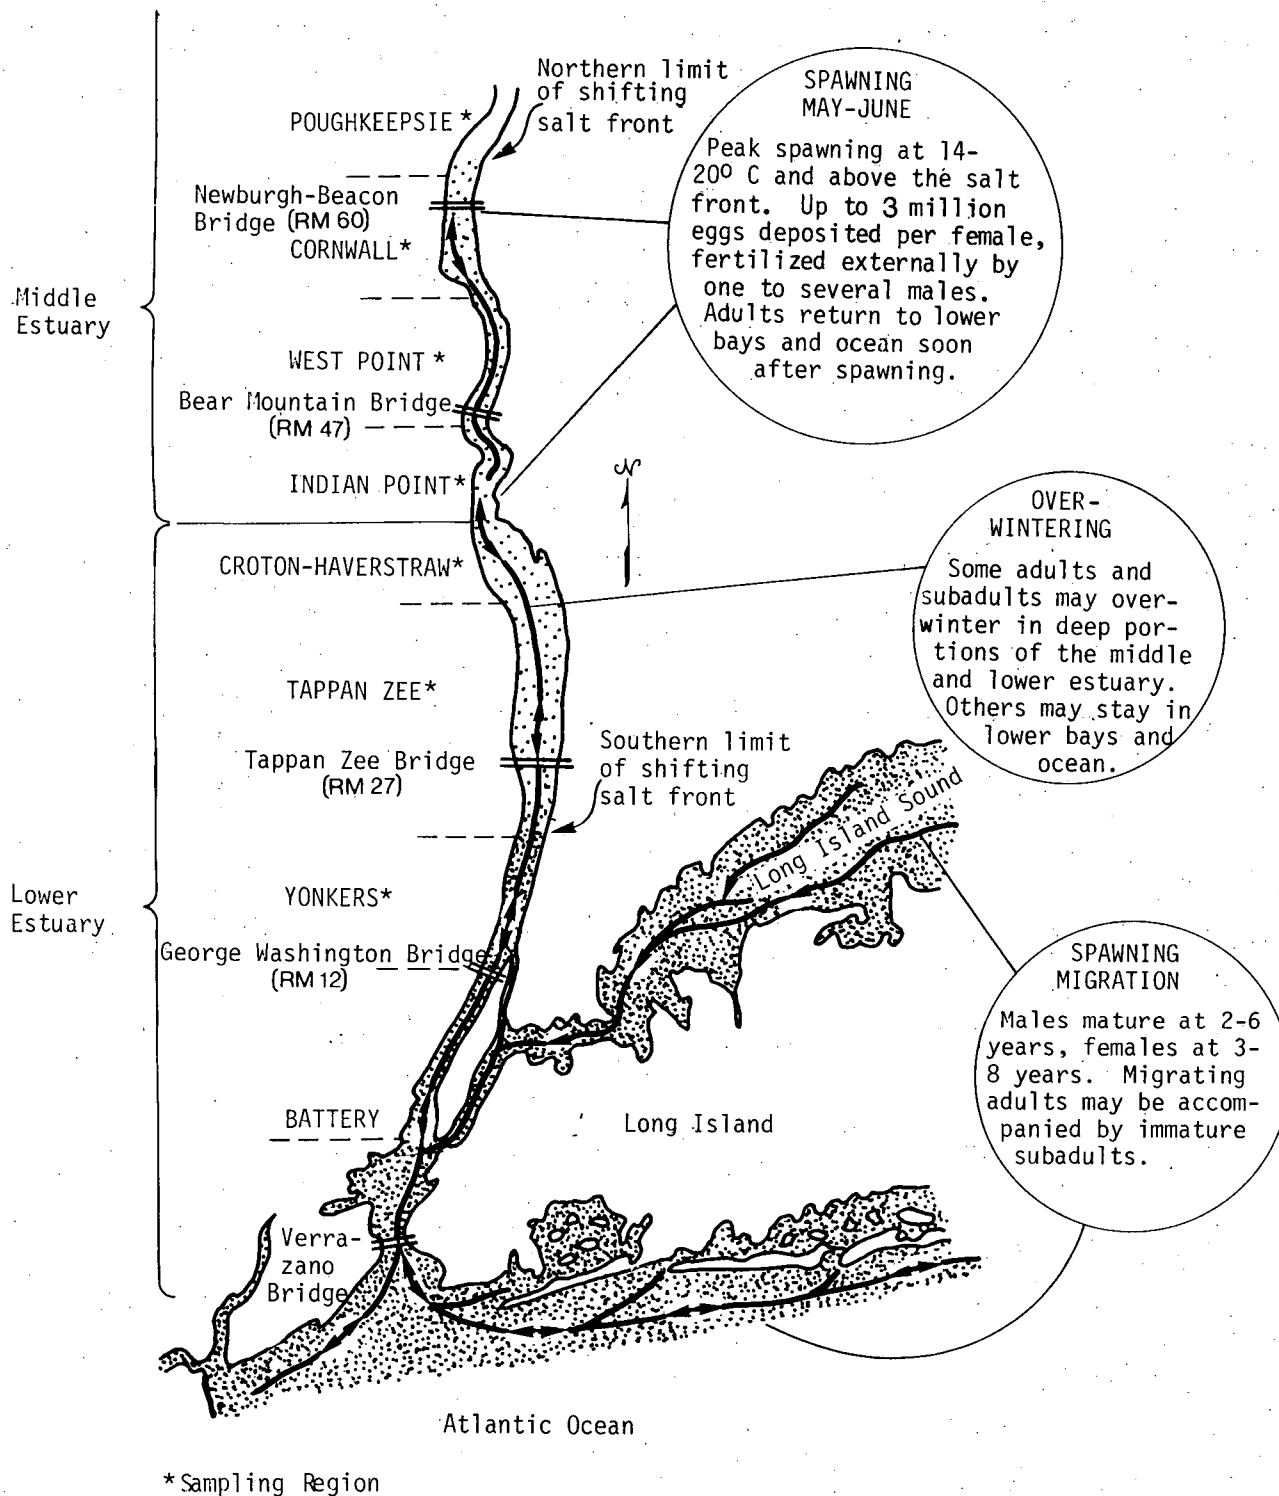 Northern limit
of shifting
salt front
POUGHKEEPSIE *
Newburgh-Beacon
Bridge (RM 60)
CORNWALL*
Middle
Estuary
WEST POINT *
Bear Mountain Bridge
(RM 47)
INDIAN POINT*
SPAWNING
MAY-JUNE
Peak spawning at 14-
20º C and above the salt
front. Up to 3 million
eggs deposited per female,
fertilized externally by
one to several males.
Adults return to lower
bays and ocean soon
after spawning.
N
CROTON-HAVERSTRAW*
OVER-
WINTERING
Some adults and
subadults may over-
winter in deep por-
tions of the middle
and lower estuary.
Others may stay in
lower bays and
ocean.
TAPPAN ZEE*
Tappan Zee Bridge
(RM 27)
Southern limit
of shifting
salt front
Long Island Sound
Lower
Estuary
YONKERS*
George Washington Bridge
(RM 12)
SPAWNING
MIGRATION
Males mature at 2-6
years, females at 3-
8 years. Migrating
adults may be accom-
panied by immature
subadults.
BATTERY
Long Island
Verra-
zano
Bridge
Atlantic Ocean
*Sampling Region